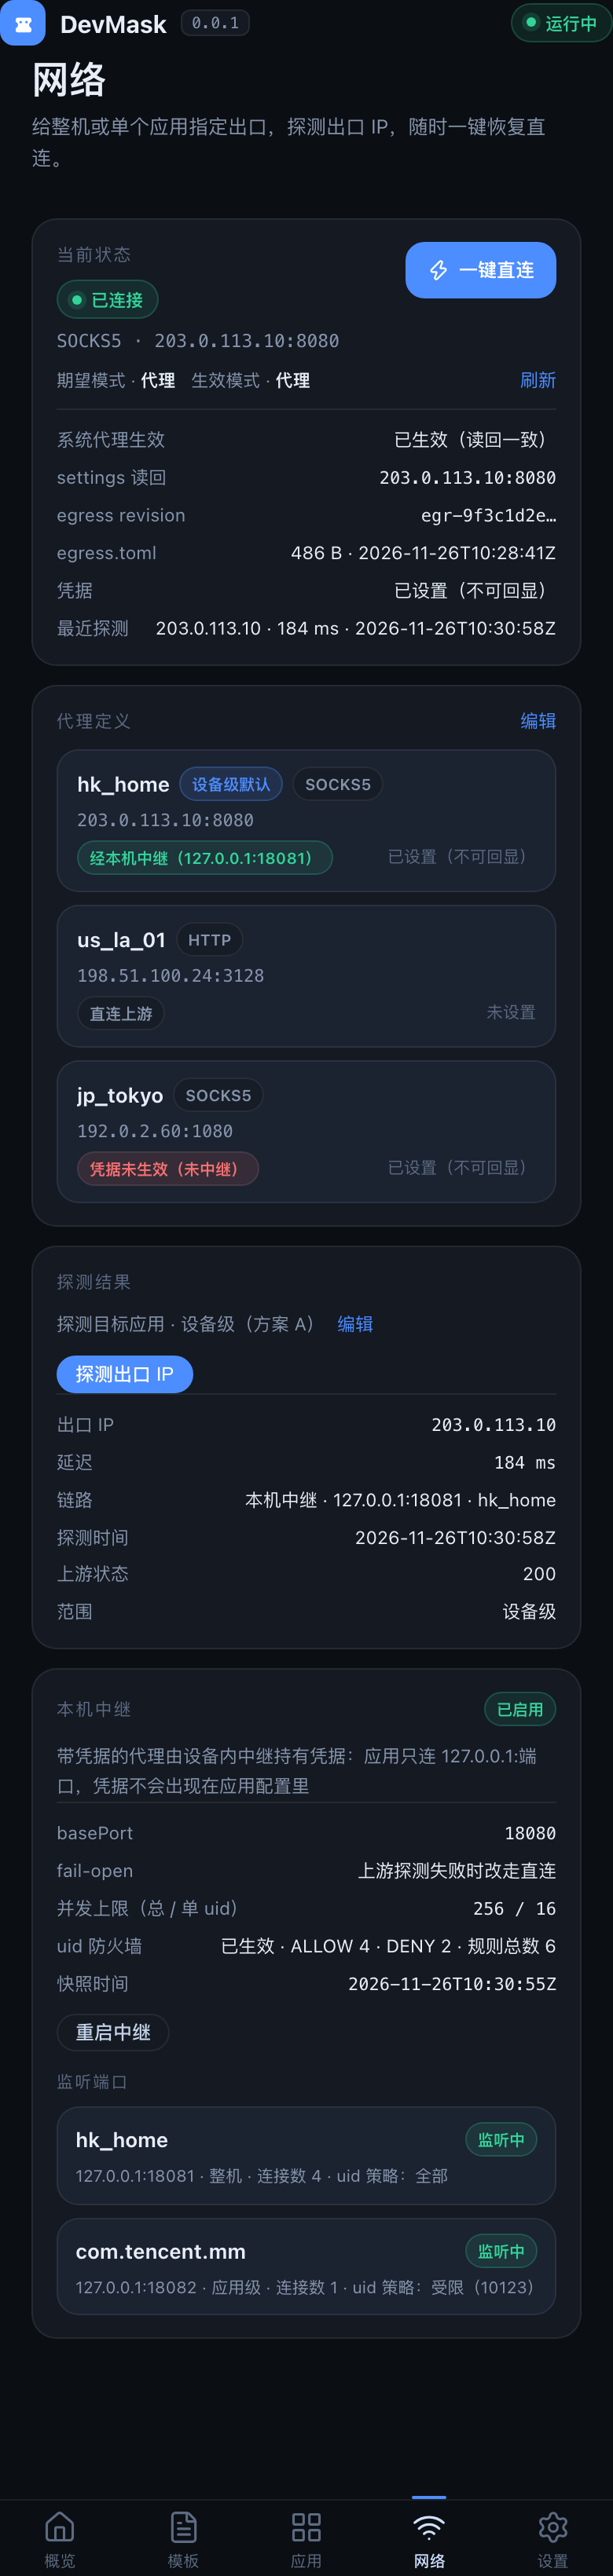 DevMask 0.0.1 运行中
网络
给整机或单个应用指定出口，探测出口 IP，随时一键恢复直
连。
当前状态
一键直连
已连接
SOCKS5 · 203.0.113.10:8080
期望模式 · 代理 生效模式 · 代理 刷新
系统代理生效 已生效（读回一致）
settings 读回 203.0.113.10:8080
egress revision egr-9f3c1d2e…
egress.toml 486 B · 2026-11-26T10:28:41Z
凭据 已设置（不可回显）
最近探测 203.0.113.10 · 184 ms · 2026-11-26T10:30:58Z
代理定义 编辑
hk_home 设备级默认 SOCKS5
203.0.113.10:8080
经本机中继（127.0.0.1:18081） 已设置（不可回显）
us_la_01 HTTP
198.51.100.24:3128
直连上游 未设置
jp_tokyo SOCKS5
192.0.2.60:1080
凭据未生效（未中继） 已设置（不可回显）
探测结果
探测目标应用 · 设备级（方案 A） 编辑
探测出口 IP
出口 IP 203.0.113.10
延迟 184 ms
链路 本机中继 · 127.0.0.1:18081 · hk_home
探测时间 2026-11-26T10:30:58Z
上游状态 200
范围 设备级
本机中继 已启用
带凭据的代理由设备内中继持有凭据：应用只连 127.0.0.1:端
口，凭据不会出现在应用配置里
basePort 18080
fail-open 上游探测失败时改走直连
并发上限（总 / 单 uid） 256 / 16
uid 防火墙 已生效 · ALLOW 4 · DENY 2 · 规则总数 6
快照时间 2026-11-26T10:30:55Z
重启中继
监听端口
hk_home 监听中
127.0.0.1:18081 · 整机 · 连接数 4 · uid 策略：全部
com.tencent.mm 监听中
127.0.0.1:18082 · 应用级 · 连接数 1 · uid 策略：受限（10123）
概览 模板 应用 网络 设置